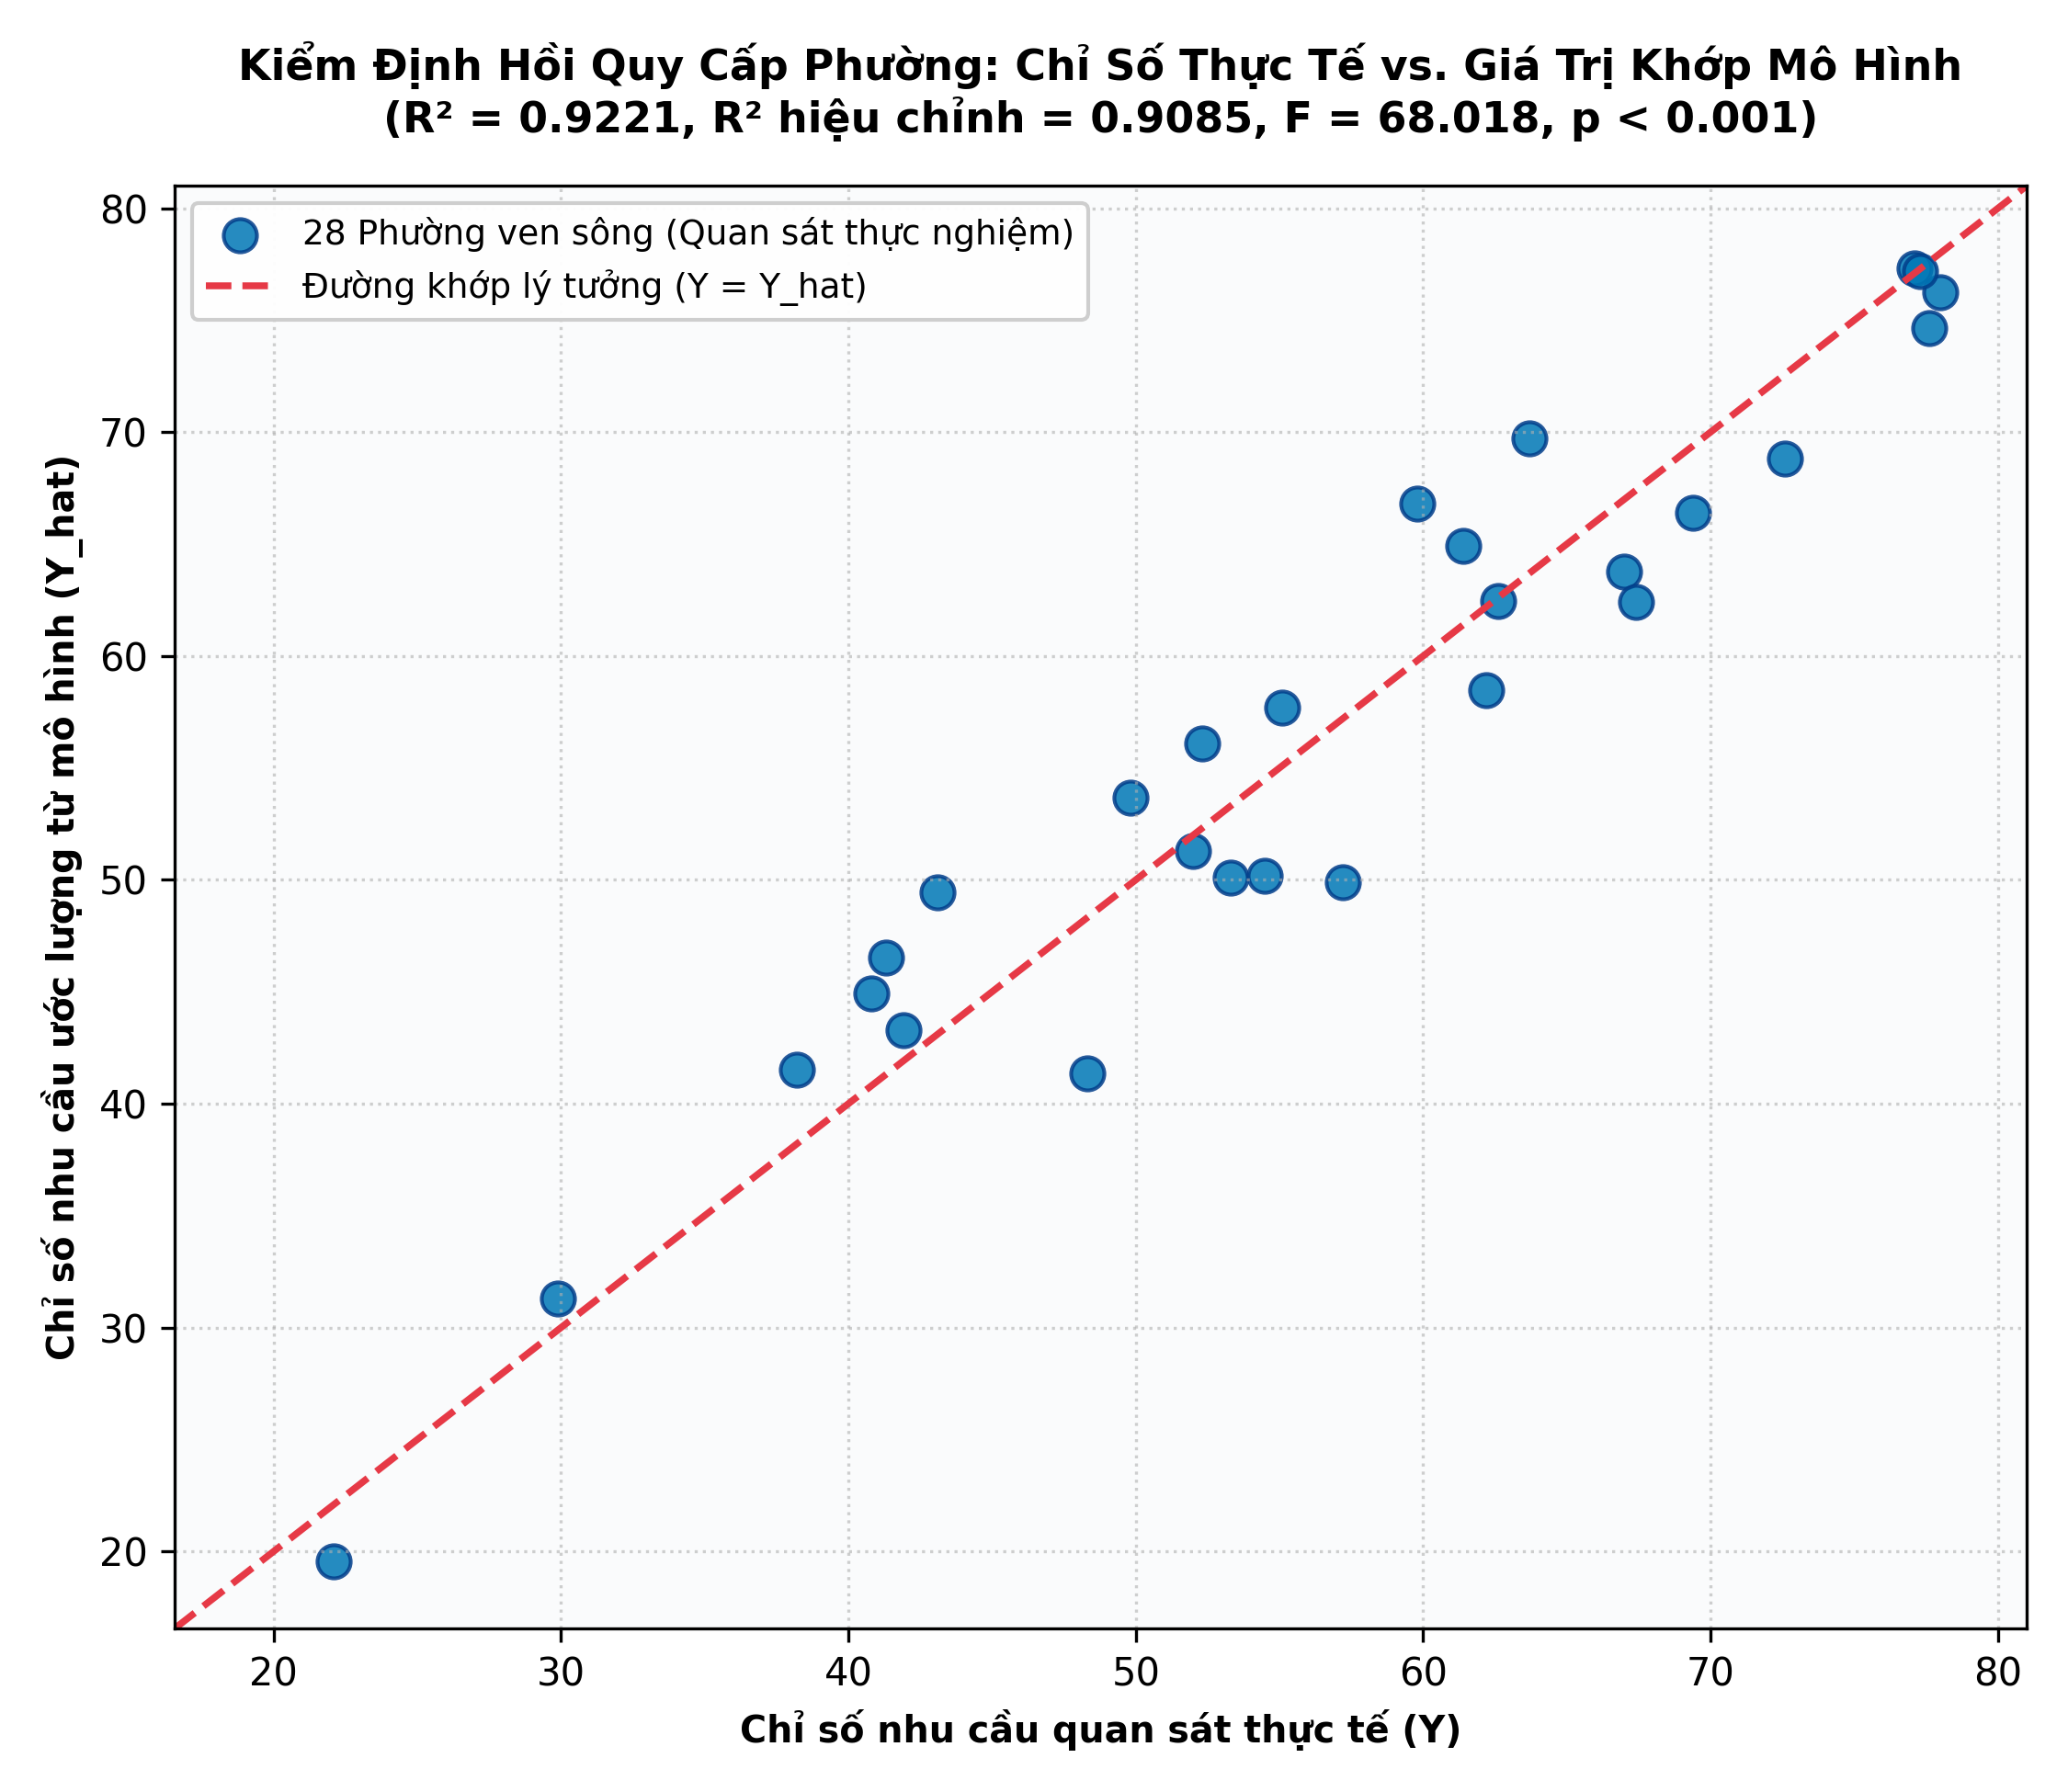 Kiểm Định Hồi Quy Cấp Phường: Chỉ Số Thực Tế vs. Giá Trị Khớp Mô Hình
(R² = 0.9221, R² hiệu chỉnh = 0.9085, F = 68.018, p < 0.001)
28 Phường ven sông (Quan sát thực nghiệm)
Đường khớp lý tưởng (Y = Y_hat)
Chỉ số nhu cầu ước lượng từ mô hình (Y_hat)
80
70
60
50
40
30
20
20 30 40 50 60 70 80
Chỉ số nhu cầu quan sát thực tế (Y)